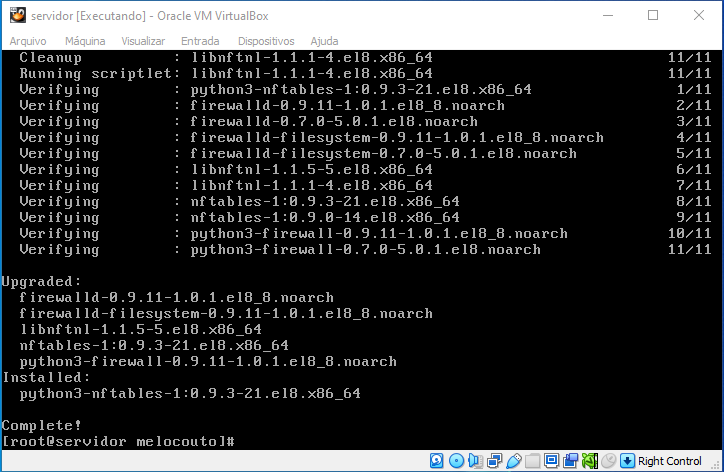 servidor [Executando] - Oracle VM VirtualBox
Arquivo Máquina Visualizar Entrada Dispositivos Ajuda
Cleanup : libnftnl-1.1.1-4.el8.x86_64 11/11
Running scriptlet: libnftnl-1.1.1-4.el8.x86_64 11/11
Verifying : python3-nftables-1:0.9.3-21.el8.x86_64 1/11
Verifying : firewalld-0.9.11-1.0.1.el8_8.noarch 2/11
Verifying : firewalld-0.7.0-5.0.1.el8.noarch 3/11
Verifying : firewalld-filesystem-0.9.11-1.0.1.el8_8.noarch 4/11
Verifying : firewalld-filesystem-0.7.0-5.0.1.el8.noarch 5/11
Verifying : libnftnl-1.1.5-5.el8.x86_64 6/11
Verifying : libnftnl-1.1.1-4.el8.x86_64 7/11
Verifying : nftables-1:0.9.3-21.el8.x86_64 8/11
Verifying : nftables-1:0.9.0-14.el8.x86_64 9/11
Verifying : python3-firewall-0.9.11-1.0.1.el8_8.noarch 10/11
Verifying : python3-firewall-0.7.0-5.0.1.el8.noarch 11/11
Upgraded:
firewalld-0.9.11-1.0.1.el8_8.noarch
firewalld-filesystem-0.9.11-1.0.1.el8_8.noarch
libnftnl-1.1.5-5.el8.x86_64
nftables-1:0.9.3-21.el8.x86_64
python3-firewall-0.9.11-1.0.1.el8_8.noarch
Installed:
python3-nftables-1:0.9.3-21.el8.x86_64
Complete!
[root@servidor melocouto]#
Right Control